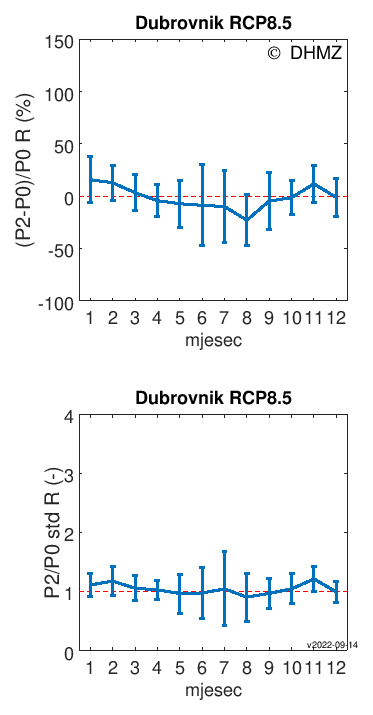 Dubrovnik RCP8.5
© DHMZ
(P2-P0)/P0 R (%)
150
100
50
0
-50
-100
1 2 3 4 5 6 7 8 9 10 11 12
mjesec
Dubrovnik RCP8.5
P2/P0 std R (-)
4
3
2
1
0
v2022-09-14
1 2 3 4 5 6 7 8 9 10 11 12
mjesec